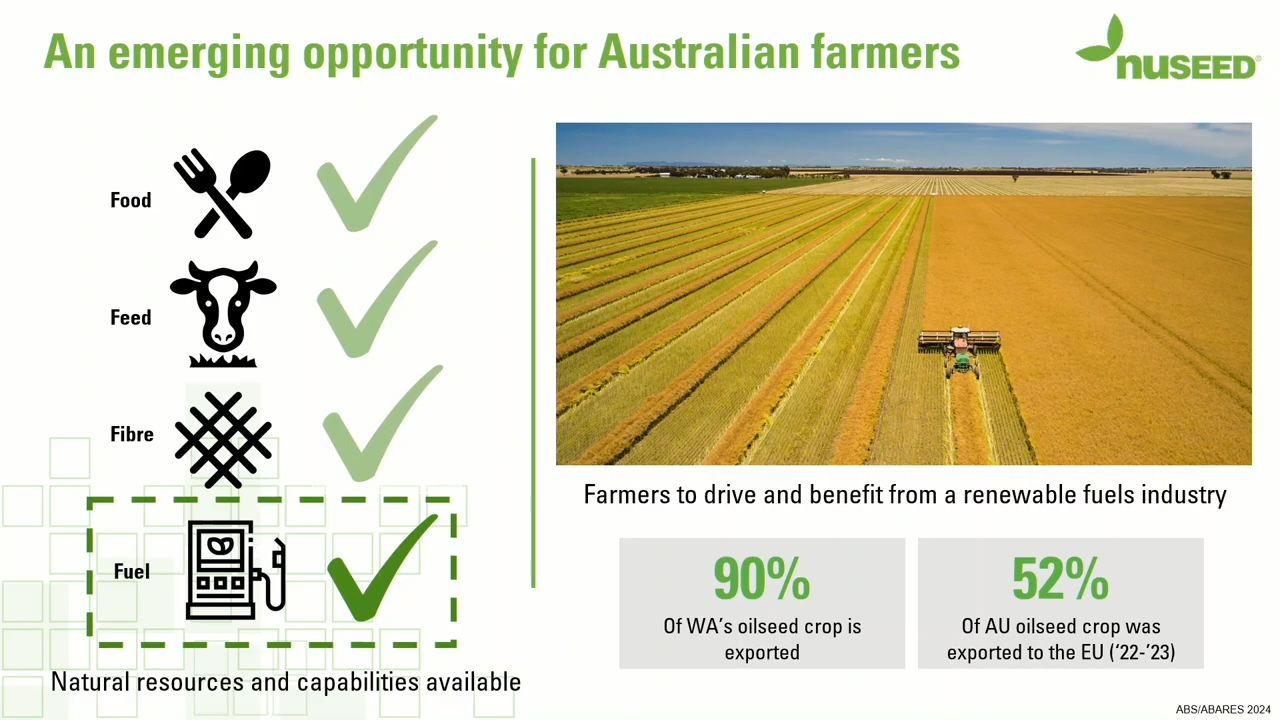 An emerging opportunity for Australian farmers
nuseed®
Food
Feed
Fibre
Fuel
Natural resources and capabilities available
Farmers to drive and benefit from a renewable fuels industry
90%
Of WA's oilseed crop is
exported
52%
Of AU oilseed crop was
exported to the EU ('22-'23)
ABS/ABARES 2024